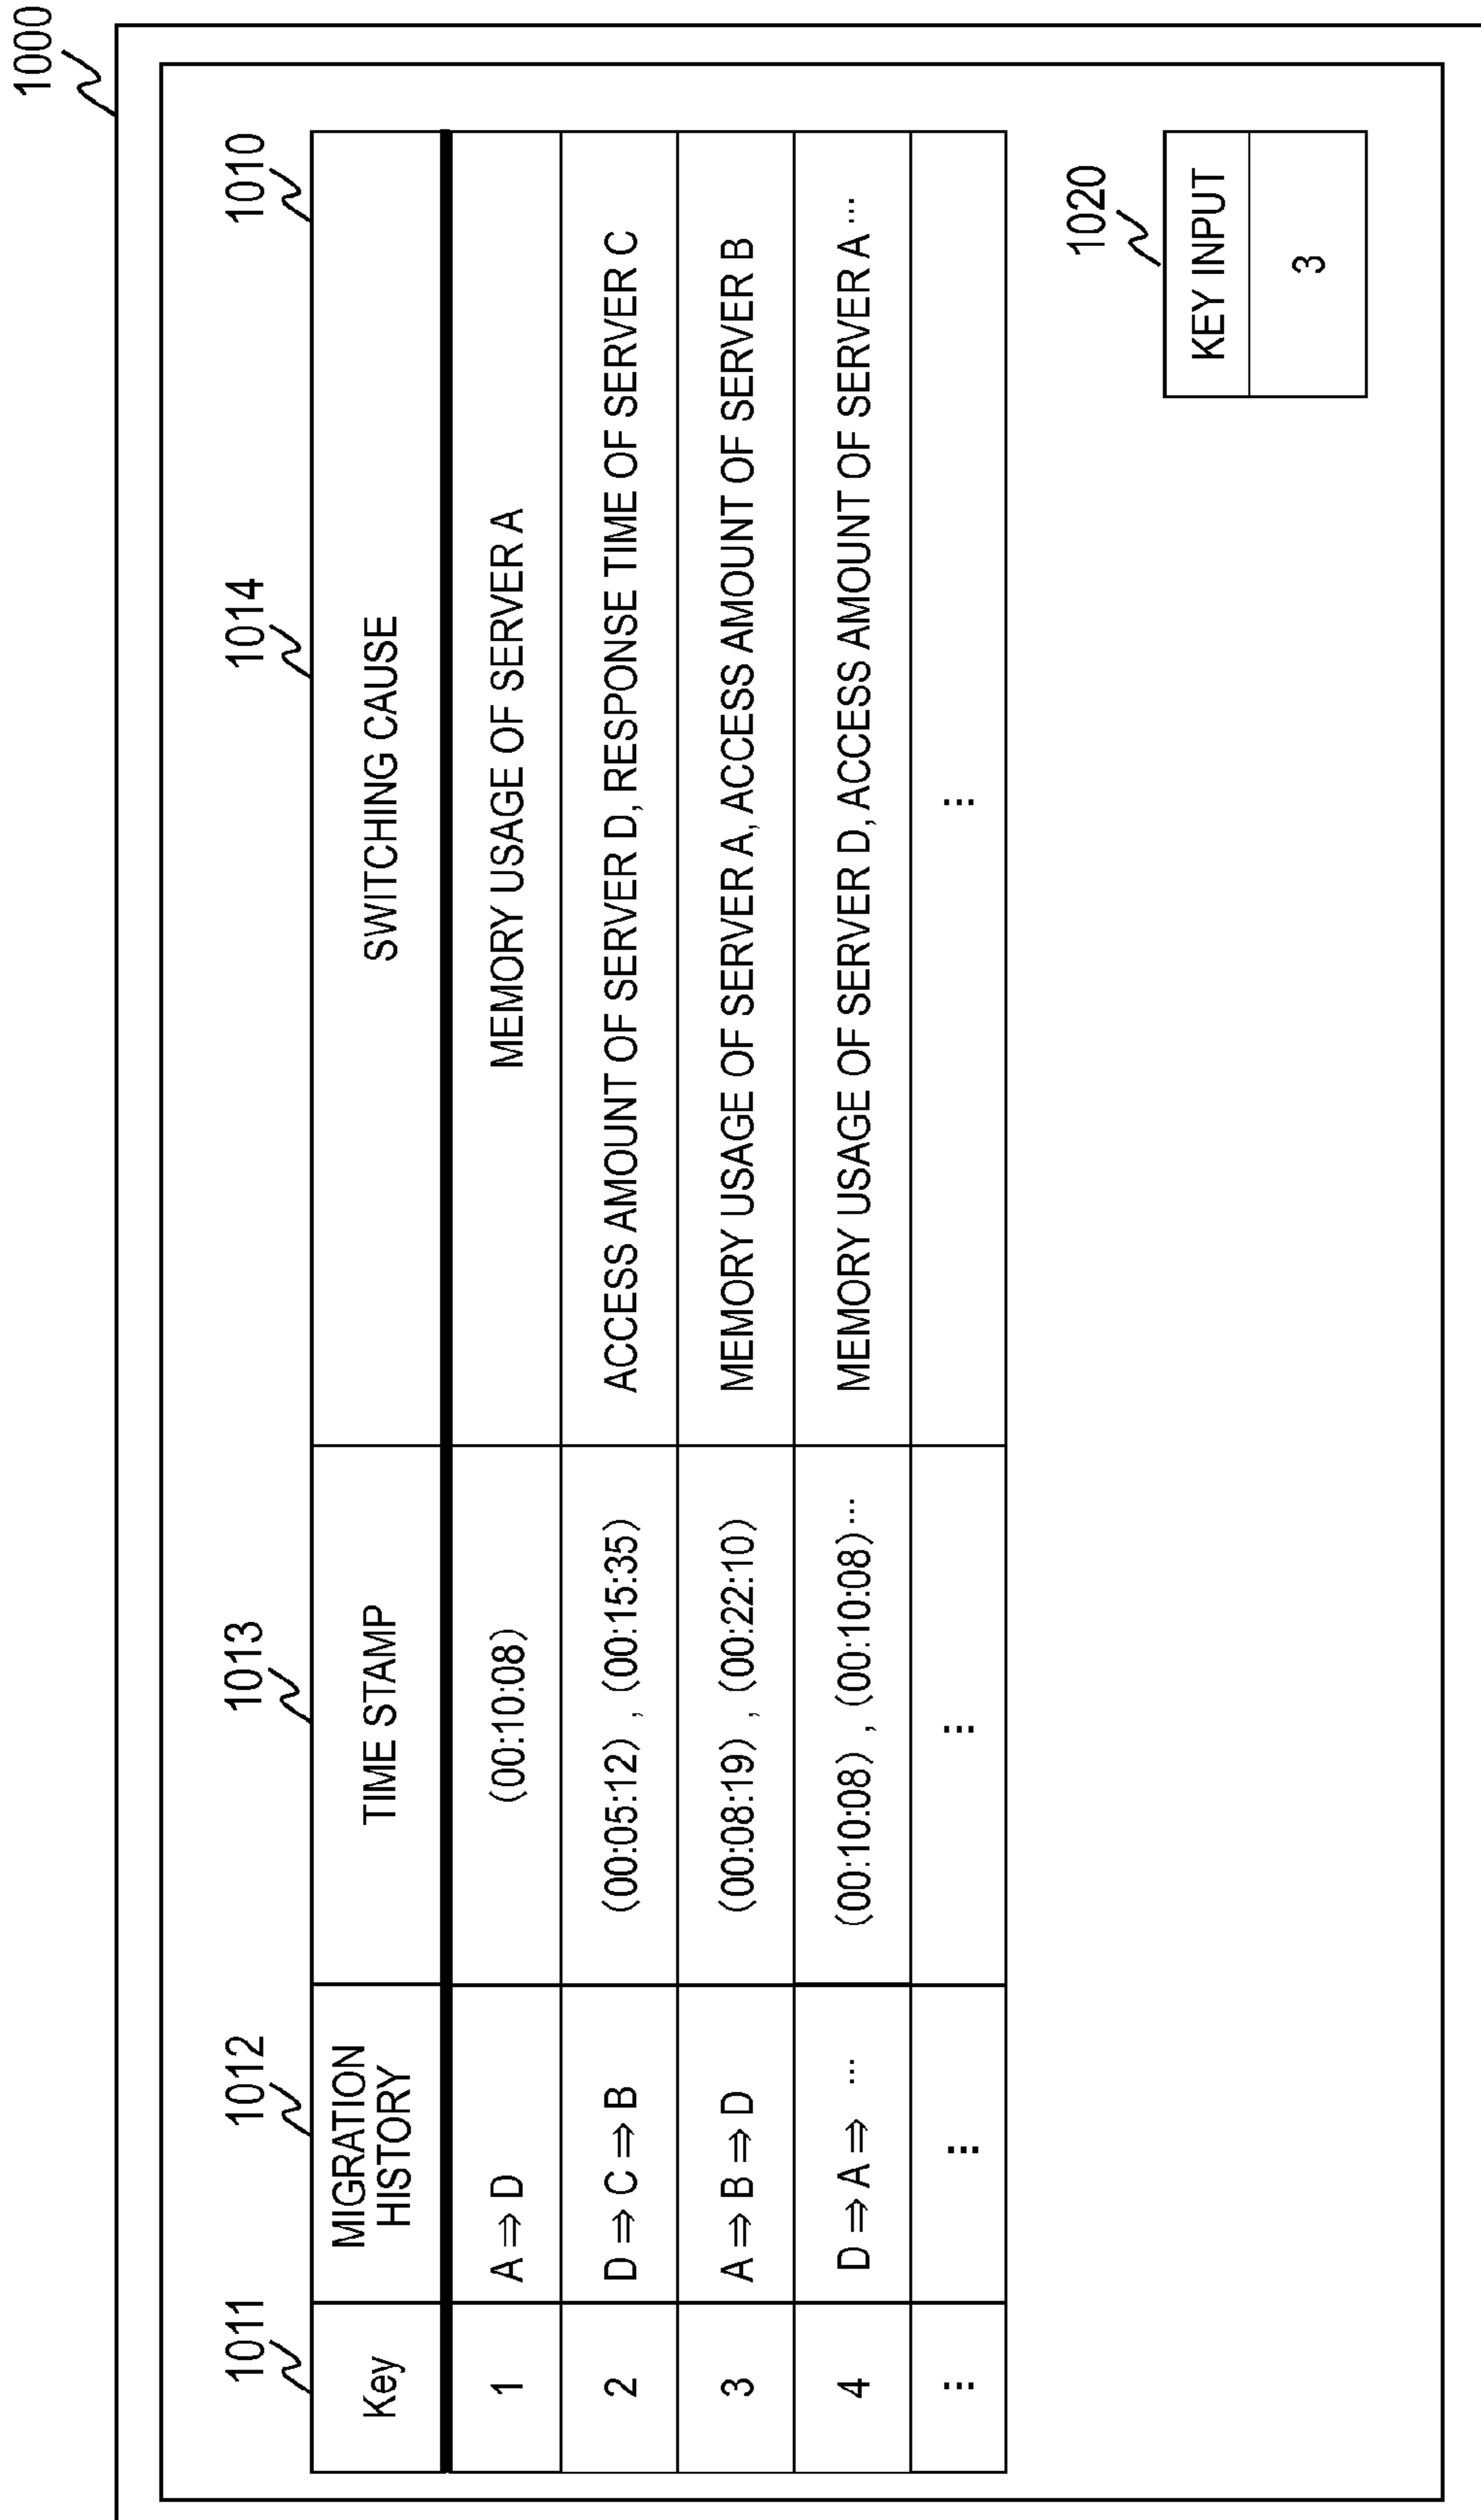 1000
1011 1012 1013 1014 1010
Key MIGRATION HISTORY TIME STAMP SWITCHING CAUSE
1 A⇒D (00:10:08) MEMORY USAGE OF SERVER A
2 D⇒C⇒B (00:05:12) , (00:15:35) ACCESS AMOUNT OF SERVER D, RESPONSE TIME OF SERVER C
3 A⇒B⇒D (00:08:19) , (00:22:10) MEMORY USAGE OF SERVER A, ACCESS AMOUNT OF SERVER B
4 D⇒A⇒ ... (00:10:08) , (00:10:08)... MEMORY USAGE OF SERVER D, ACCESS AMOUNT OF SERVER A...
... ... ... ...
1020
KEY INPUT
3